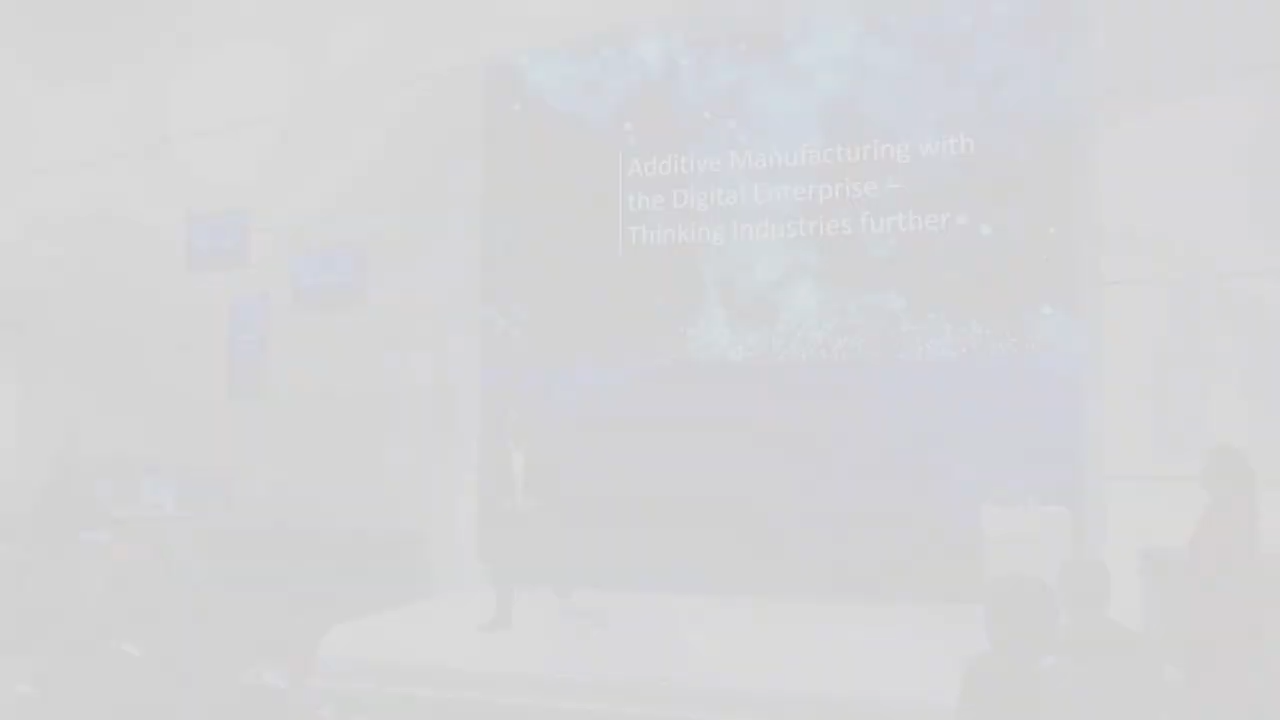 Additive Manufacturing with
the Digital Enterprise –
Thinking industries further